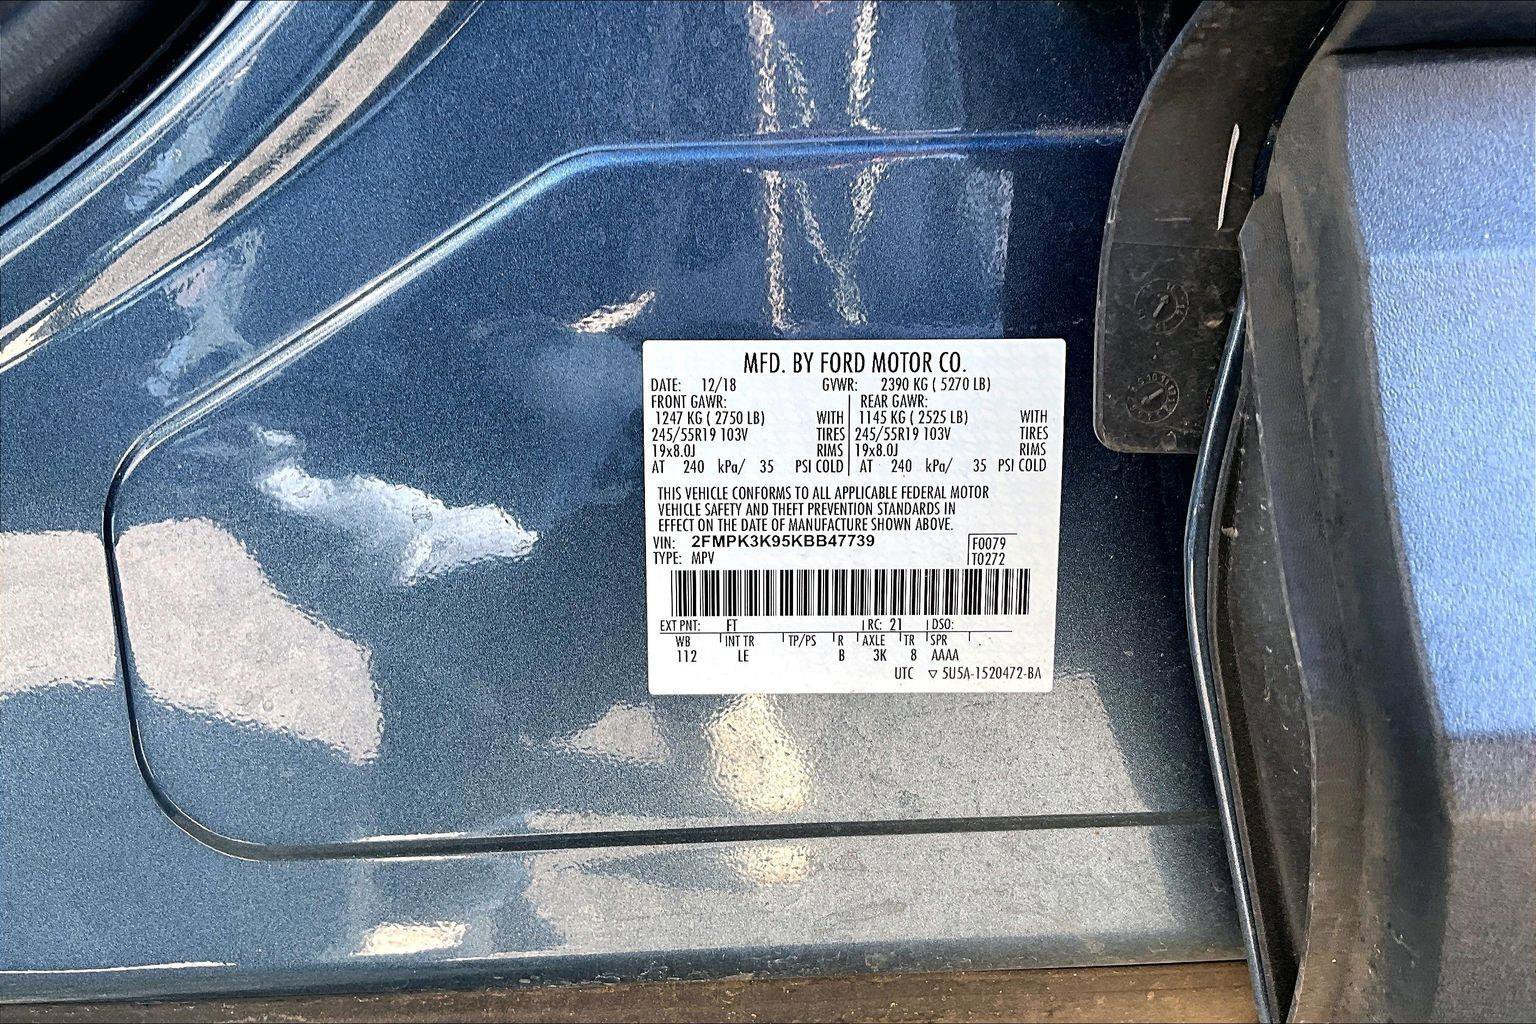 MFD. BY FORD MOTOR CO.
DATE: 12/18 GVWR: 2390 KG ( 5270 LB)
FRONT GAWR: REAR GAWR:
1247 KG ( 2750 LB) WITH 1145 KG ( 2525 LB) WITH
245/55R19 103V TIRES 245/55R19 103V TIRES
19x8.0J RIMS 19x8.0J RIMS
AT 240 kPa/ 35 PSI COLD AT 240 kPa/ 35 PSI COLD
THIS VEHICLE CONFORMS TO ALL APPLICABLE FEDERAL MOTOR
VEHICLE SAFETY AND THEFT PREVENTION STANDARDS IN
EFFECT ON THE DATE OF MANUFACTURE SHOWN ABOVE.
VIN: 2FMPK3K95KBB47739 F0079
TYPE: MPV T0272
EXT PNT: FT RC: 21 DSO:
WB INT TR TP/PS R AXLE TR SPR
112 LE B 3K 8 AAAA
UTC ▽ 5U5A-1520472-BA